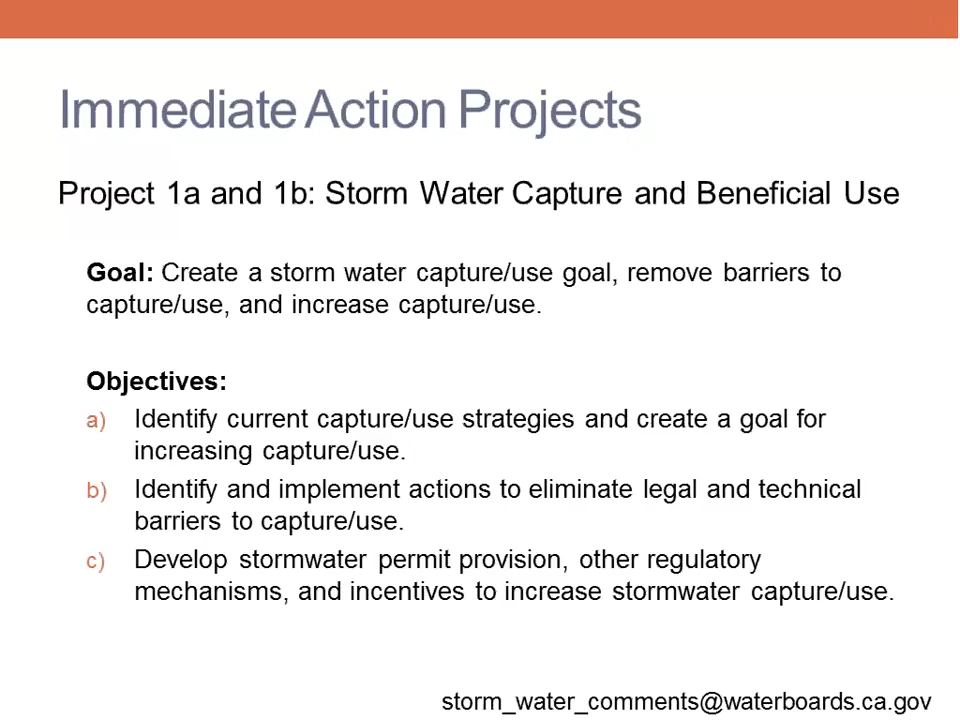 Immediate Action Projects
Project 1a and 1b: Storm Water Capture and Beneficial Use
Goal: Create a storm water capture/use goal, remove barriers to
capture/use, and increase capture/use.
Objectives:
a) Identify current capture/use strategies and create a goal for
increasing capture/use.
b) Identify and implement actions to eliminate legal and technical
barriers to capture/use.
c) Develop stormwater permit provision, other regulatory
mechanisms, and incentives to increase stormwater capture/use.
storm_water_comments@waterboards.ca.gov